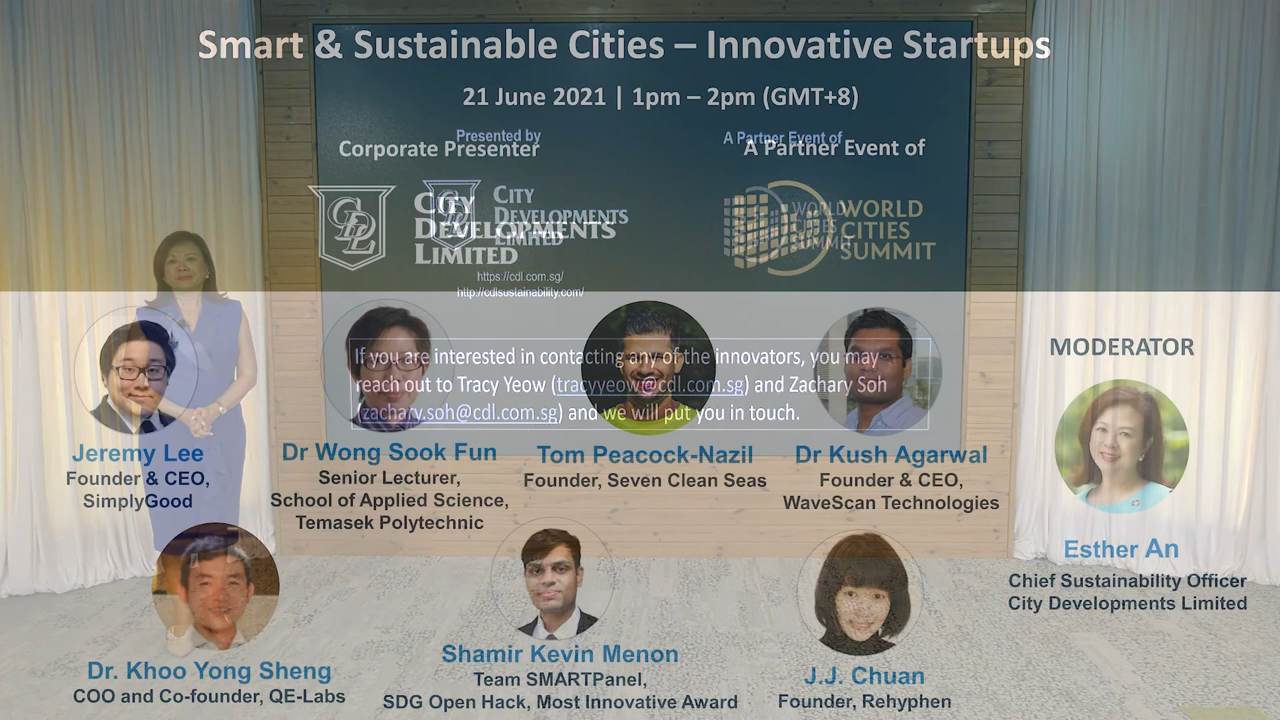 Smart & Sustainable Cities – Innovative Startups
21 June 2021 | 1pm – 2pm (GMT+8)
Presented by
A Partner Event of
Corporate Presenter
A Partner Event of
CDL
CITY
DEVELOPMENTS
LIMITED
CDL
CITY
DEVELOPMENTS
LIMITED
WORLD
CITIES
SUMMIT
WORLD
CITIES
SUMMIT
https://cdl.com.sg/
http://cdlsustainability.com/
If you are interested in contacting any of the innovators, you may
reach out to Tracy Yeow (tracyyeow@cdl.com.sg) and Zachary Soh
(zachary.soh@cdl.com.sg) and we will put you in touch.
MODERATOR
Jeremy Lee
Founder & CEO,
SimplyGood
Dr Wong Sook Fun
Senior Lecturer,
School of Applied Science,
Temasek Polytechnic
Tom Peacock-Nazil
Founder, Seven Clean Seas
Dr Kush Agarwal
Founder & CEO,
WaveScan Technologies
Esther An
Chief Sustainability Officer
City Developments Limited
Dr. Khoo Yong Sheng
COO and Co-founder, QE-Labs
Shamir Kevin Menon
Team SMARTPanel,
SDG Open Hack, Most Innovative Award
J.J. Chuan
Founder, Rehyphen